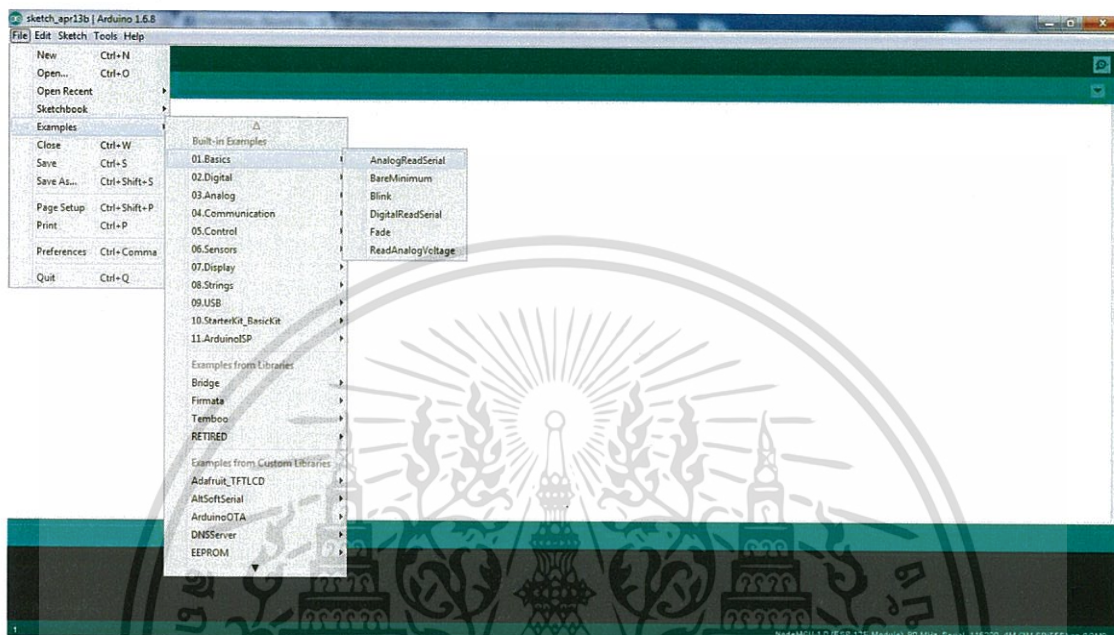 sketch_apr13b | Arduino 1.6.8
File Edit Sketch Tools Help
New Ctrl+N
Open... Ctrl+O
Open Recent
Sketchbook
Examples
Close Ctrl+W
Save Ctrl+S
Save As... Ctrl+Shift+S
Page Setup Ctrl+Shift+P
Print Ctrl+P
Preferences Ctrl+Comma
Quit Ctrl+Q
Built-in Examples
01.Basics
02.Digital
03.Analog
04.Communication
05.Control
06.Sensors
07.Display
08.Strings
09.USB
10.StarterKit_BasicKit
11.ArduinoISP
Examples from Libraries
Bridge
Firmata
Temboo
RETIRED
Examples from Custom Libraries
Adafruit_TFTLCD
AltSoftSerial
ArduinoOTA
DNSServer
EEPROM
AnalogReadSerial
BareMinimum
Blink
DigitalReadSerial
Fade
ReadAnalogVoltage
1